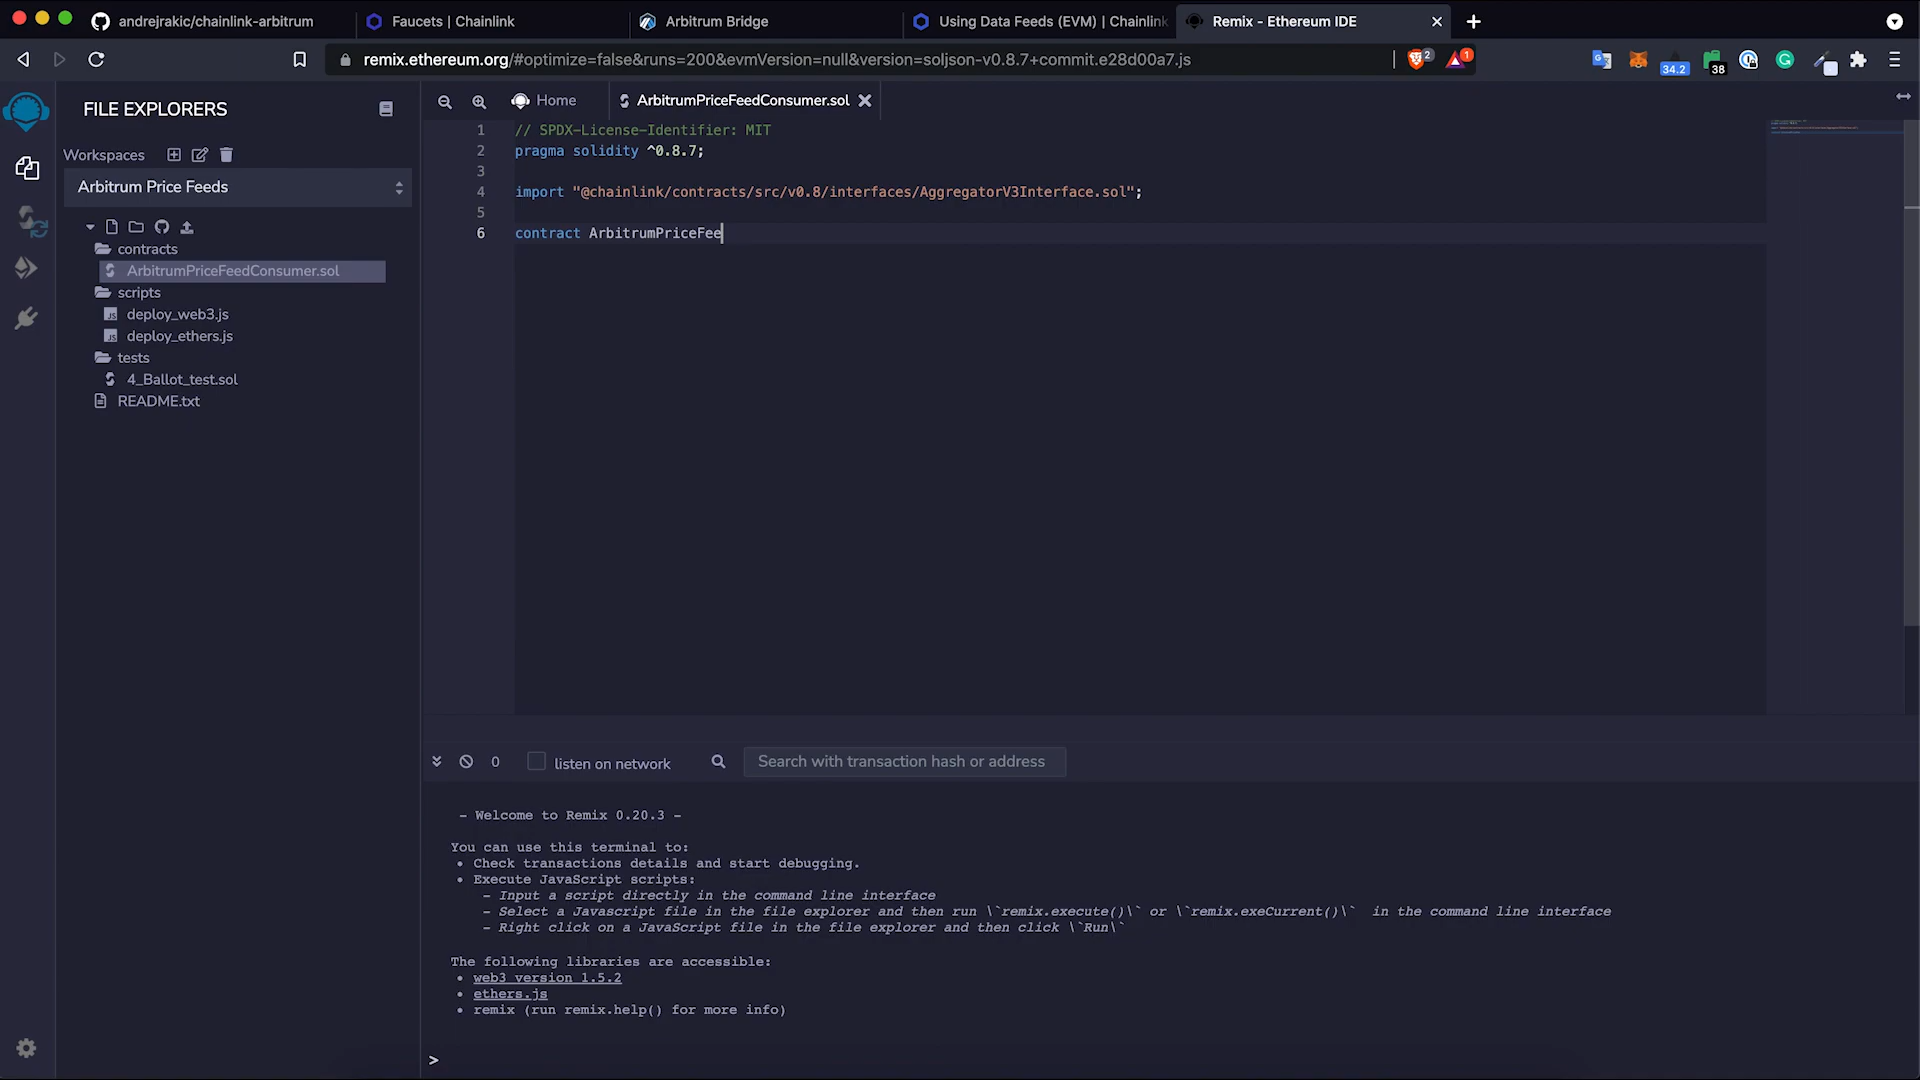 andrejrakic/chainlink-arbitrum
Faucets | Chainlink
Arbitrum Bridge
Using Data Feeds (EVM) | Chainlink
Remix - Ethereum IDE
remix.ethereum.org/#optimize=false&runs=200&evmVersion=null&version=soljson-v0.8.7+commit.e28d00a7.js
2
1
34.2
38
FILE EXPLORERS
Workspaces
Arbitrum Price Feeds
contracts
ArbitrumPriceFeedConsumer.sol
scripts
deploy_web3.js
deploy_ethers.js
tests
4_Ballot_test.sol
README.txt
Home
ArbitrumPriceFeedConsumer.sol
1 // SPDX-License-Identifier: MIT
2 pragma solidity ^0.8.7;
3
4 import "@chainlink/contracts/src/v0.8/interfaces/AggregatorV3Interface.sol";
5
6 contract ArbitrumPriceFee
0
listen on network
Search with transaction hash or address
- Welcome to Remix 0.20.3 -
You can use this terminal to:
• Check transactions details and start debugging.
• Execute JavaScript scripts:
- Input a script directly in the command line interface
- Select a Javascript file in the file explorer and then run \`remix.execute()\` or \`remix.exeCurrent()\` in the command line interface
- Right click on a JavaScript file in the file explorer and then click \`Run\`
The following libraries are accessible:
• web3 version 1.5.2
• ethers.js
• remix (run remix.help() for more info)
>